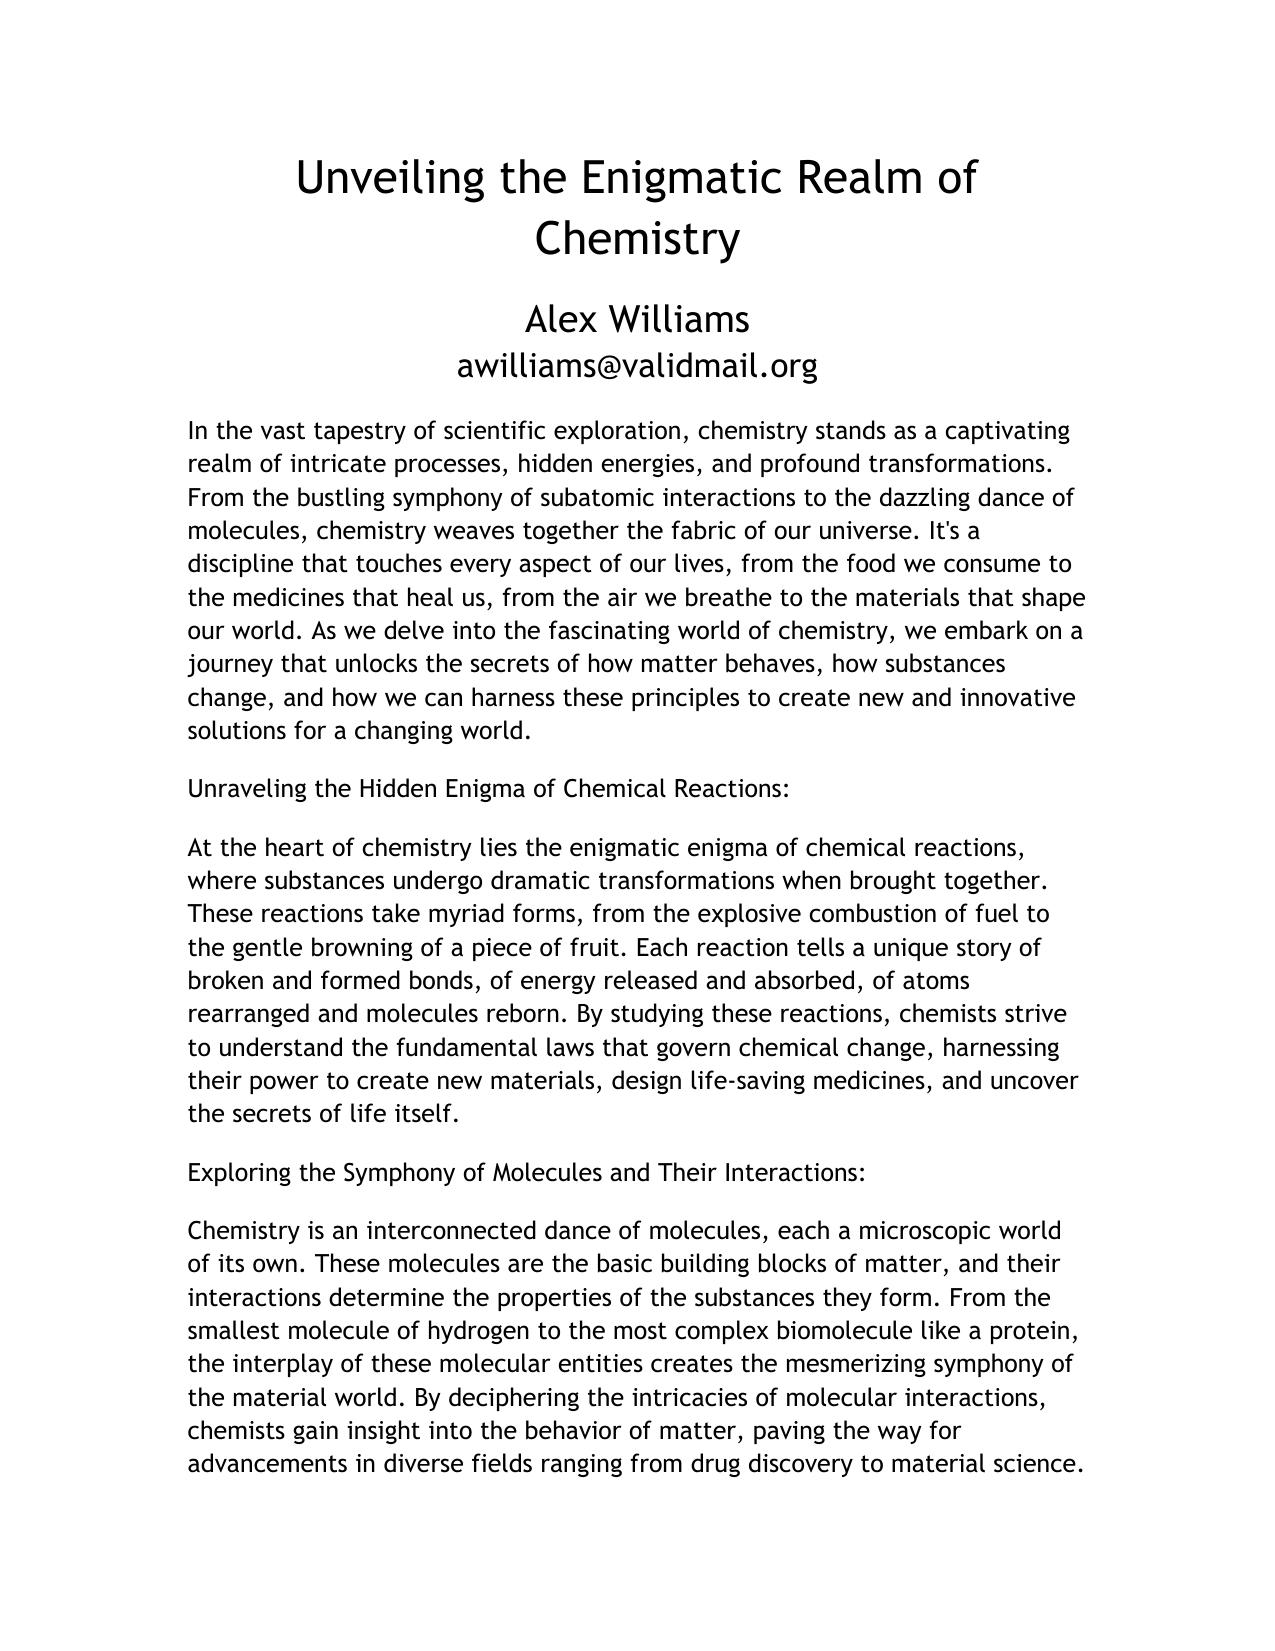 Unveiling the Enigmatic Realm of
Chemistry
Alex Williams
awilliams@validmail.org
In the vast tapestry of scientific exploration, chemistry stands as a captivating
realm of intricate processes, hidden energies, and profound transformations.
From the bustling symphony of subatomic interactions to the dazzling dance of
molecules, chemistry weaves together the fabric of our universe. It's a
discipline that touches every aspect of our lives, from the food we consume to
the medicines that heal us, from the air we breathe to the materials that shape
our world. As we delve into the fascinating world of chemistry, we embark on a
journey that unlocks the secrets of how matter behaves, how substances
change, and how we can harness these principles to create new and innovative
solutions for a changing world.
Unraveling the Hidden Enigma of Chemical Reactions:
At the heart of chemistry lies the enigmatic enigma of chemical reactions,
where substances undergo dramatic transformations when brought together.
These reactions take myriad forms, from the explosive combustion of fuel to
the gentle browning of a piece of fruit. Each reaction tells a unique story of
broken and formed bonds, of energy released and absorbed, of atoms
rearranged and molecules reborn. By studying these reactions, chemists strive
to understand the fundamental laws that govern chemical change, harnessing
their power to create new materials, design life-saving medicines, and uncover
the secrets of life itself.
Exploring the Symphony of Molecules and Their Interactions:
Chemistry is an interconnected dance of molecules, each a microscopic world
of its own. These molecules are the basic building blocks of matter, and their
interactions determine the properties of the substances they form. From the
smallest molecule of hydrogen to the most complex biomolecule like a protein,
the interplay of these molecular entities creates the mesmerizing symphony of
the material world. By deciphering the intricacies of molecular interactions,
chemists gain insight into the behavior of matter, paving the way for
advancements in diverse fields ranging from drug discovery to material science.